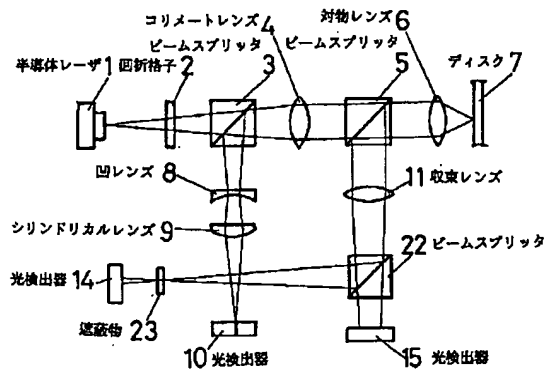 コリメートレンズ 4
対物レンズ 6
ビームスプリッタ 3
ビームスプリッタ 5
ディスク 7
半導体レーザ 1
回折格子 2
凹レンズ 8
11 収束レンズ
シリンドリカルレンズ 9
22 ビームスプリッタ
光検出器 14
遮蔽物 23
10 光検出器
15 光検出器